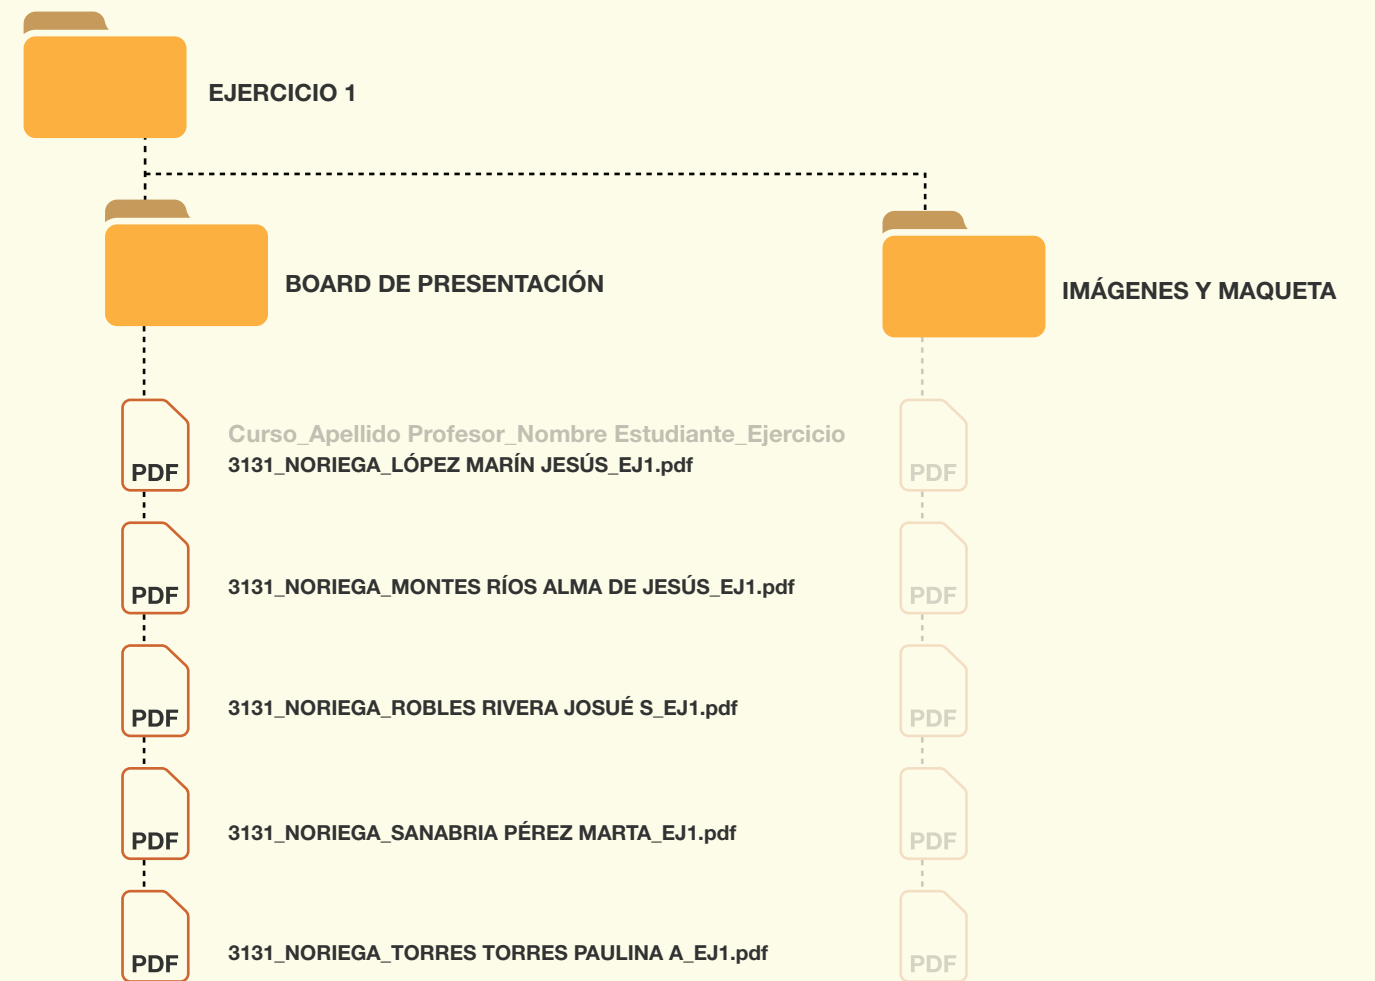 EJERCICIO 1
BOARD DE PRESENTACIÓN
IMÁGENES Y MAQUETA
Curso_Apellido Profesor_Nombre Estudiante_Ejercicio
PDF
3131_NORIEGA_LÓPEZ MARÍN JESÚS_EJ1.pdf
PDF
PDF
3131_NORIEGA_MONTES RÍOS ALMA DE JESÚS_EJ1.pdf
PDF
PDF
3131_NORIEGA_ROBLES RIVERA JOSUÉ S_EJ1.pdf
PDF
PDF
3131_NORIEGA_SANABRIA PÉREZ MARTA_EJ1.pdf
PDF
PDF
3131_NORIEGA_TORRES TORRES PAULINA A_EJ1.pdf
PDF